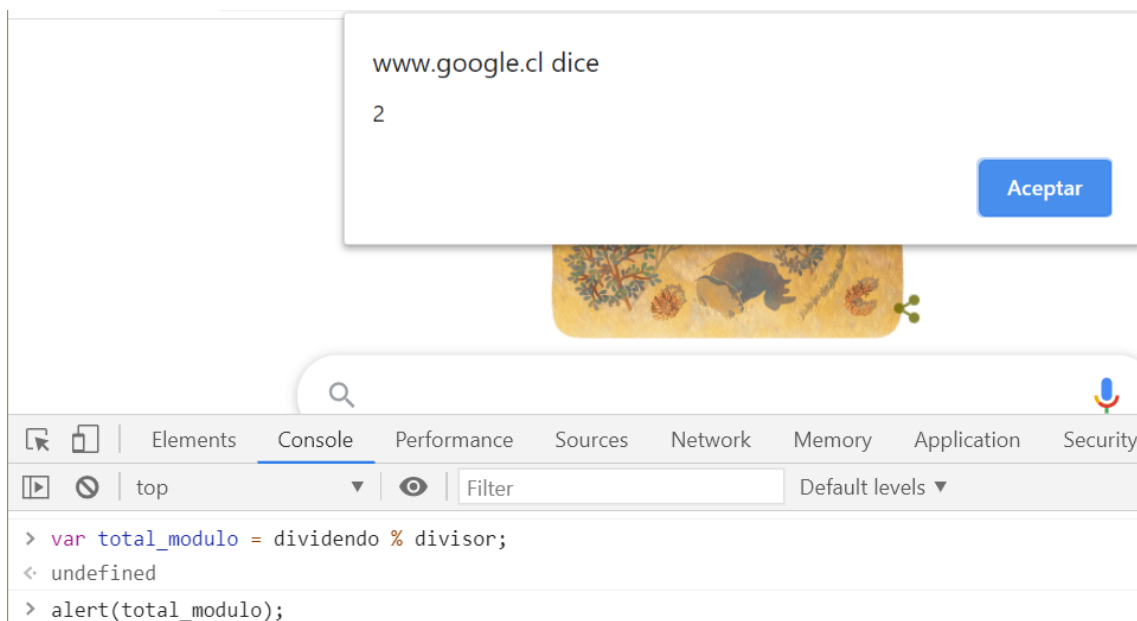 www.google.cl dice
2
Aceptar
Elements Console Performance Sources Network Memory Application Security
top Filter Default levels ▼
> var total_modulo = dividendo % divisor;
<· undefined
> alert(total_modulo);